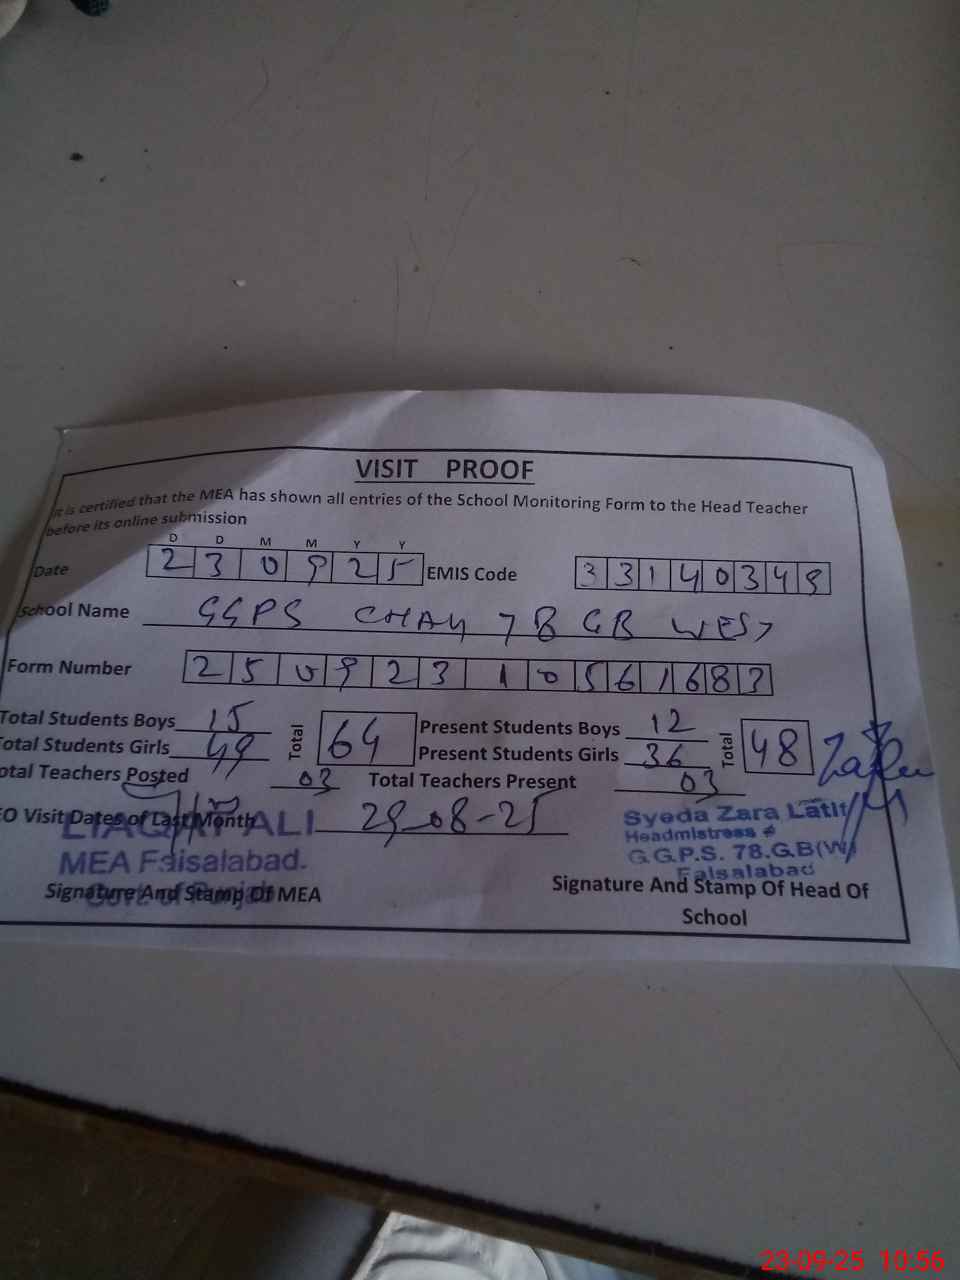 VISIT PROOF
It is certified that the MEA has shown all entries of the School Monitoring Form to the Head Teacher
before its online submission
D D M M Y Y
Date 2 3 0 9 2 5 EMIS Code 3 3 1 4 0 3 4 9
School Name GGPS CHAK 78 GB WEST
Form Number 2 5 0 9 2 3 1 0 5 6 1 6 8 3
Total Students Boys 15 Total 64 Present Students Boys 12 Total 48
Total Students Girls 49 Present Students Girls 36
otal Teachers Posted 03 Total Teachers Present 03
EO Visit Dates of Last Month 29-08-25
LIAQAT ALI
MEA Faisalabad.
Signature And Stamp Of MEA
Syeda Zara Latif
Headmistress
G.G.P.S. 78.G.B(W)
Faisalabad
Signature And Stamp Of Head Of
School
23-09-25 10:56